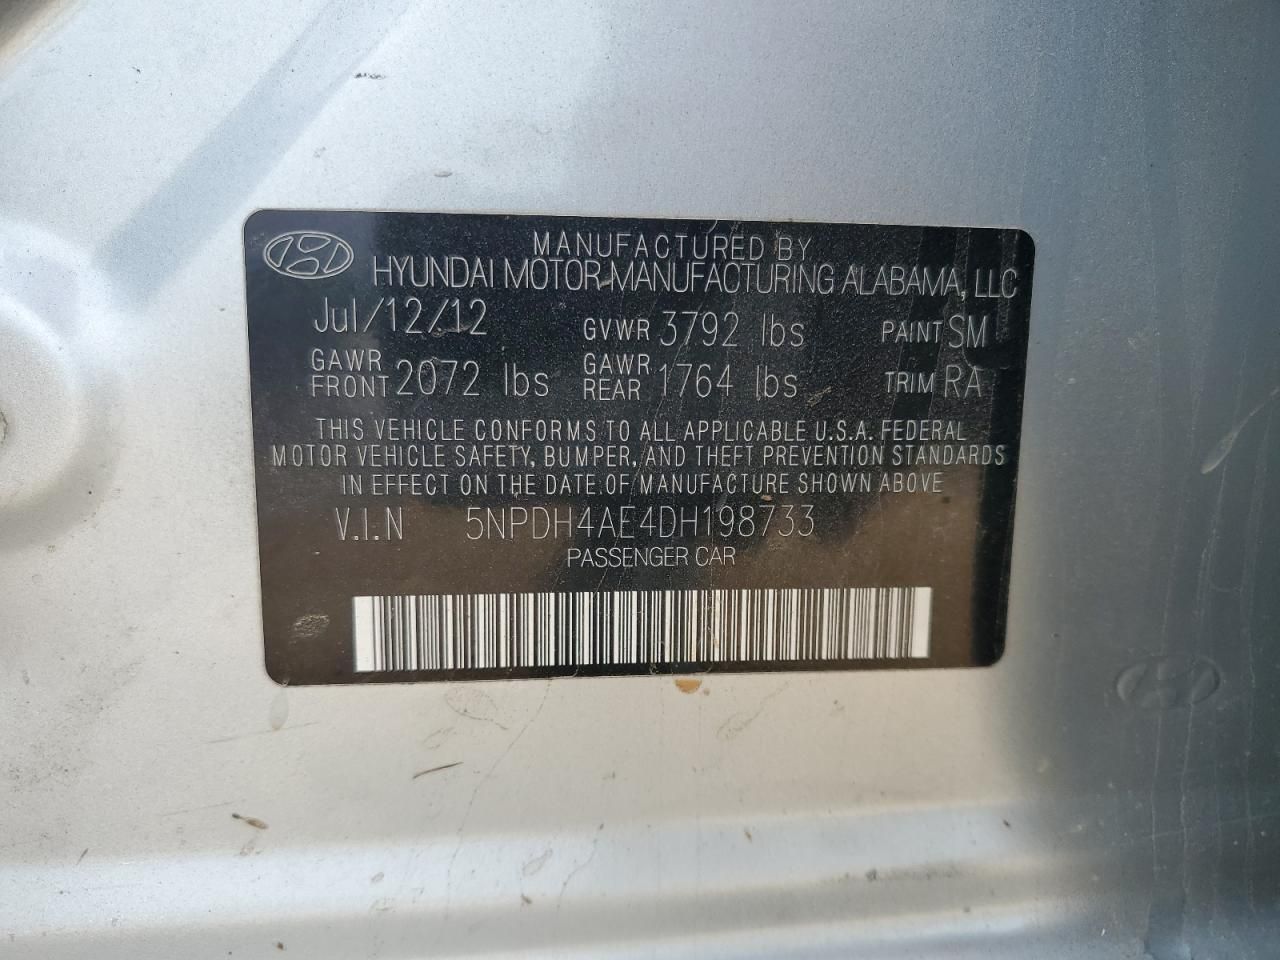 MANUFACTURED BY
HYUNDAI MOTOR MANUFACTURING ALABAMA, LLC
Jul/12/12 GVWR 3792 lbs PAINT SM
GAWR FRONT 2072 lbs GAWR REAR 1764 lbs TRIM RA
THIS VEHICLE CONFORMS TO ALL APPLICABLE U.S.A. FEDERAL
MOTOR VEHICLE SAFETY, BUMPER, AND THEFT PREVENTION STANDARDS
IN EFFECT ON THE DATE OF MANUFACTURE SHOWN ABOVE
V.I.N 5NPDH4AE4DH198733
PASSENGER CAR